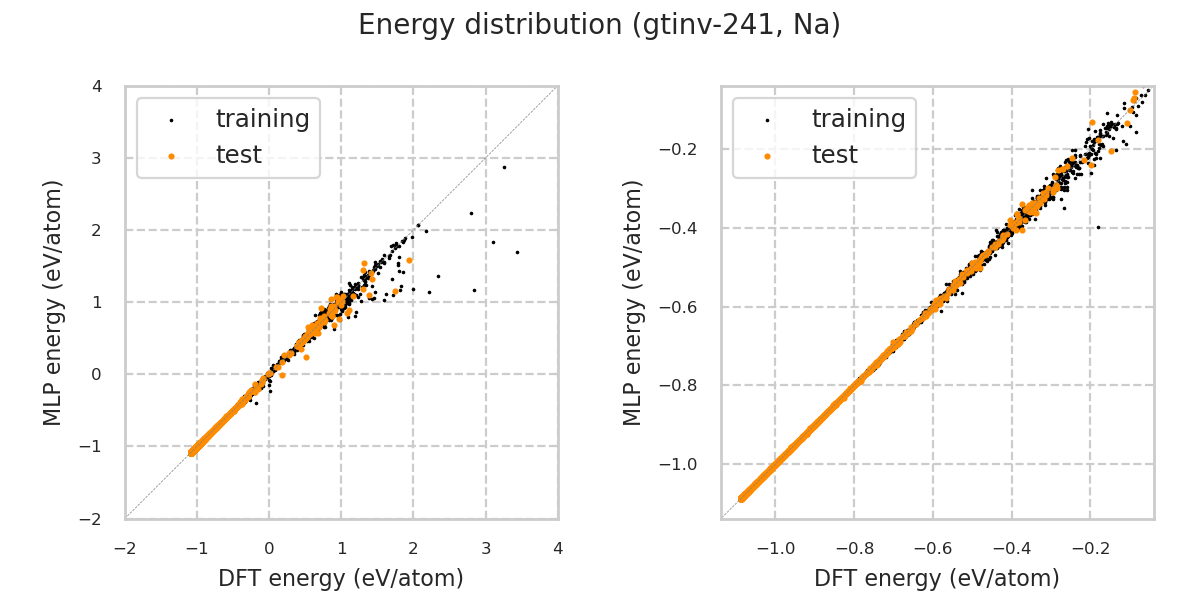 Energy distribution (gtinv-241, Na)
training
test
4
3
2
1
0
−1
−2
−2
−1
0
1
2
3
4
MLP energy (eV/atom)
DFT energy (eV/atom)
training
test
−0.2
−0.4
−0.6
−0.8
−1.0
−1.0
−0.8
−0.6
−0.4
−0.2
MLP energy (eV/atom)
DFT energy (eV/atom)